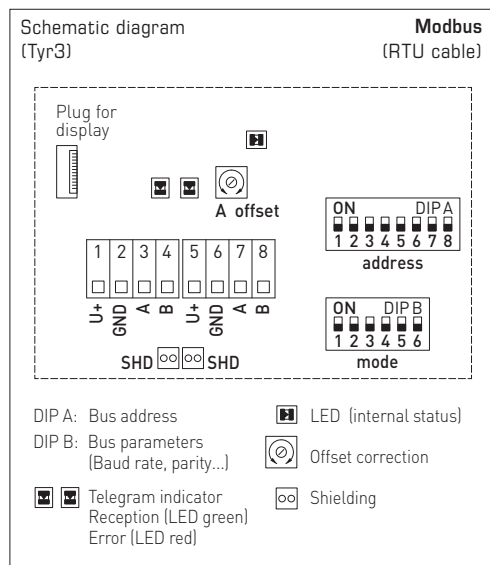 Schematic diagram
(Tyr3)
Modbus
(RTU cable)
Plug for
display
A offset
ON DIP A
1 2 3 4 5 6 7 8
address
1 2 3 4 5 6 7 8
U+ GND A B U+ GND A B
ON DIP B
1 2 3 4 5 6
mode
SHD SHD
DIP A: Bus address
DIP B: Bus parameters
(Baud rate, parity...)
Telegram indicator
Reception (LED green)
Error (LED red)
LED (internal status)
Offset correction
Shielding